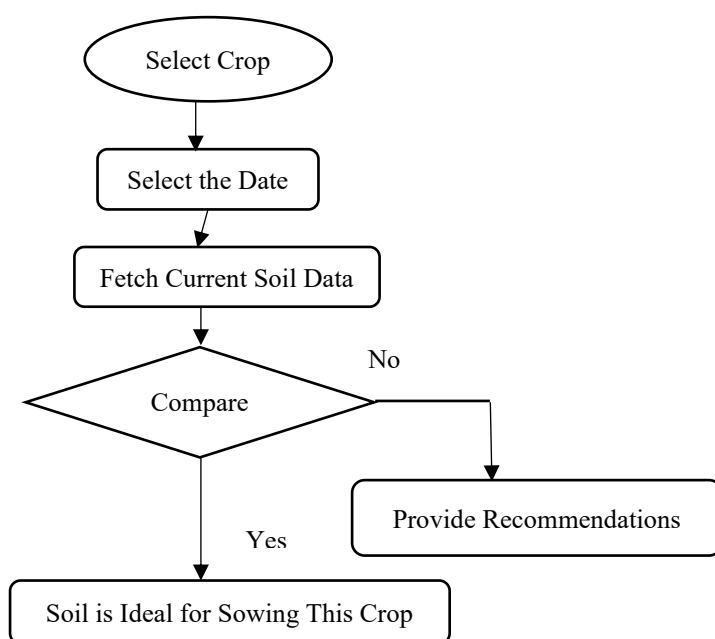 Select Crop
Select the Date
Fetch Current Soil Data
No
Compare
Provide Recommendations
Yes
Soil is Ideal for Sowing This Crop